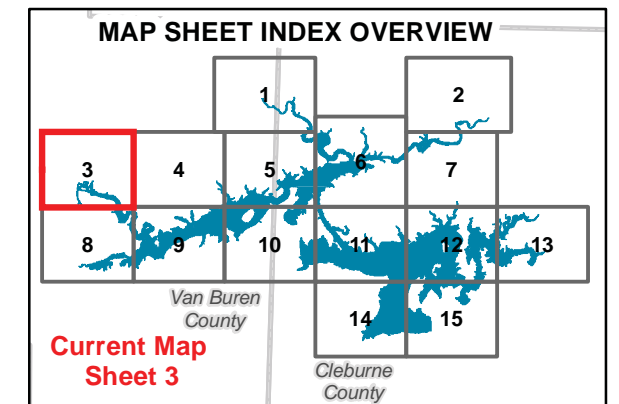 MAP SHEET INDEX OVERVIEW
1
2
3
4
5
6
7
8
9
10
11
12
13
Van Buren
County
14
15
Current Map
Sheet 3
Cleburne
County